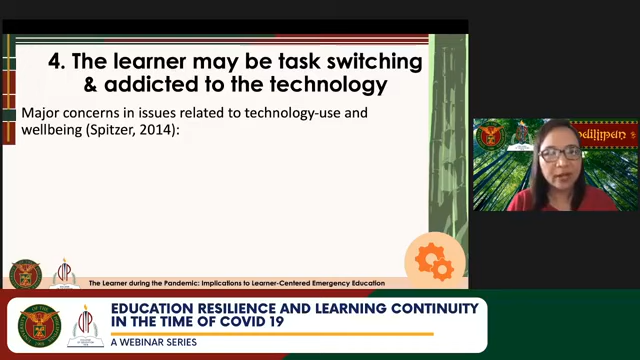 4. The learner may be task switching
& addicted to the technology
Major concerns in issues related to technology-use and
wellbeing (Spitzer, 2014):
The Learner during the Pandemic: Implications to Learner-Centered Emergency Education
EDUCATION RESILIENCE AND LEARNING CONTINUITY
IN THE TIME OF COVID 19
A WEBINAR SERIES